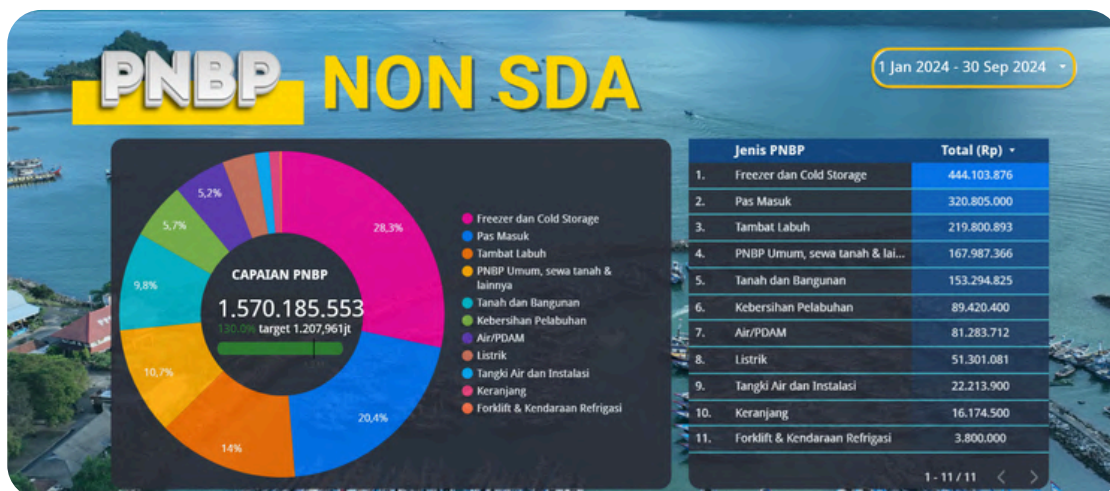 PNBP NON SDA
1 Jan 2024 - 30 Sep 2024
28,3%
20,4%
14%
10,7%
9,8%
5,7%
5,2%
CAPAIAN PNBP
1.570.185.553
130.0% target 1.207,961jt
Freezer dan Cold Storage
Pas Masuk
Tambat Labuh
PNBP Umum, sewa tanah &
lainnya
Tanah dan Bangunan
Kebersihan Pelabuhan
Air/PDAM
Listrik
Tangki Air dan Instalasi
Keranjang
Forklift & Kendaraan Refrigasi
Jenis PNBP Total (Rp)
1. Freezer dan Cold Storage 444.103.876
2. Pas Masuk 320.805.000
3. Tambat Labuh 219.800.893
4. PNBP Umum, sewa tanah & lai... 167.987.366
5. Tanah dan Bangunan 153.294.825
6. Kebersihan Pelabuhan 89.420.400
7. Air/PDAM 81.283.712
8. Listrik 51.301.081
9. Tangki Air dan Instalasi 22.213.900
10. Keranjang 16.174.500
11. Forklift & Kendaraan Refrigasi 3.800.000
1 - 11 / 11